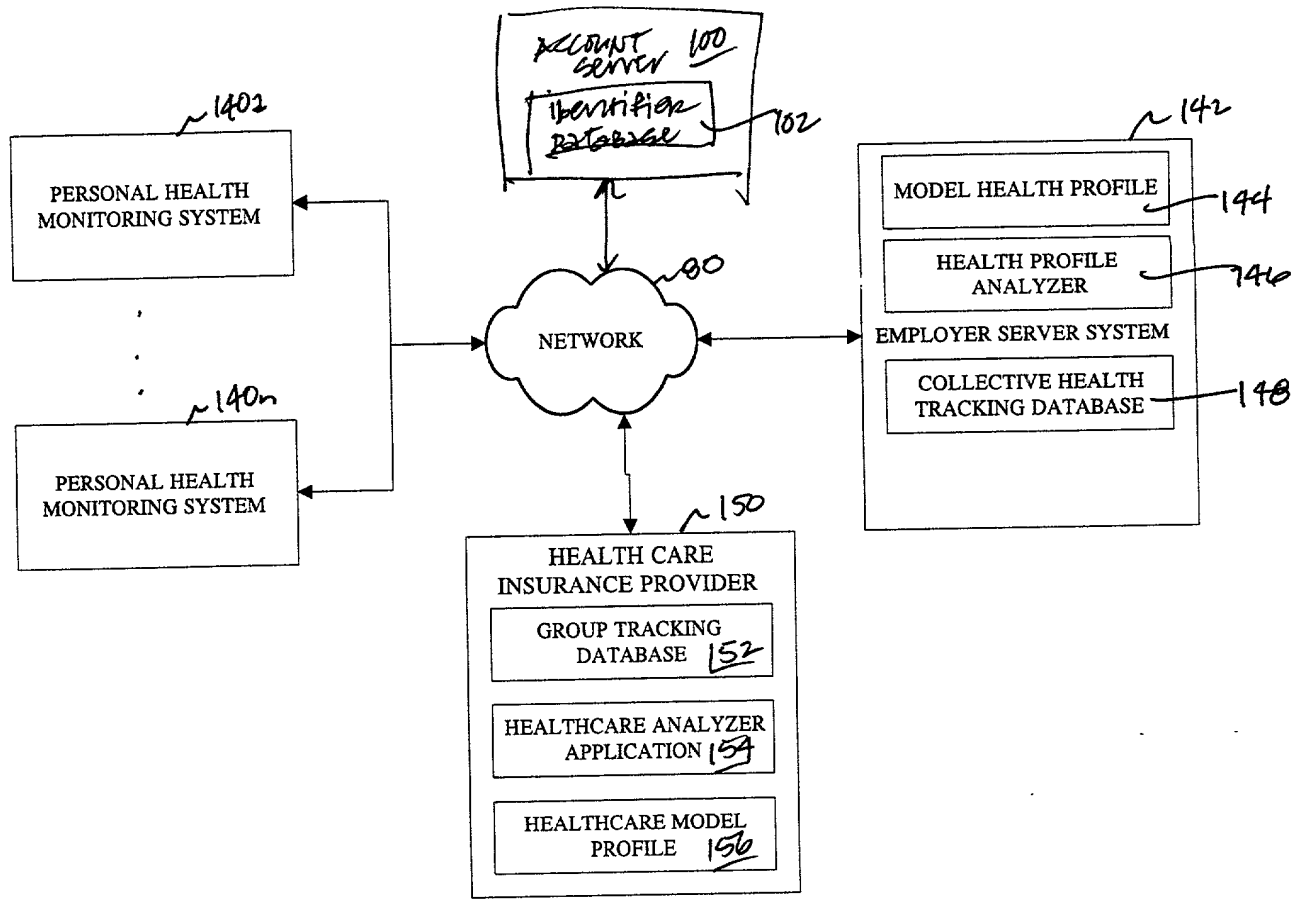 ACCOUNT 100
server
identifier
Database
102
140a
PERSONAL HEALTH
MONITORING SYSTEM
140n
PERSONAL HEALTH
MONITORING SYSTEM
80
NETWORK
142
MODEL HEALTH PROFILE
144
HEALTH PROFILE
ANALYZER
146
EMPLOYER SERVER SYSTEM
COLLECTIVE HEALTH
TRACKING DATABASE
148
150
HEALTH CARE
INSURANCE PROVIDER
GROUP TRACKING
DATABASE 152
HEALTHCARE ANALYZER
APPLICATION 154
HEALTHCARE MODEL
PROFILE 156